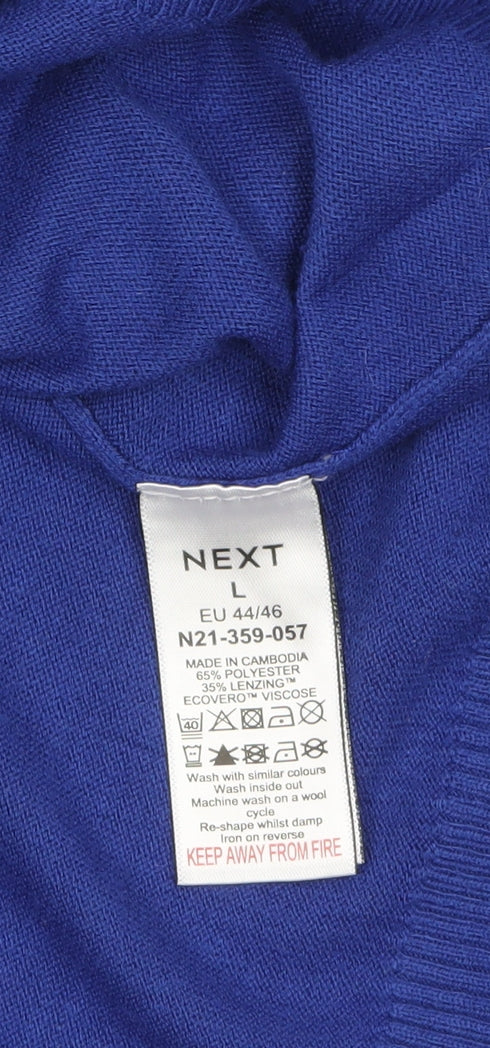 NEXT
L
EU 44/46
N21-359-057
MADE IN CAMBODIA
65% POLYESTER
35% LENZING™
ECOVERO™ VISCOSE
40
Wash with similar colours
Wash inside out
Machine wash on a wool
cycle
Re-shape whilst damp
Iron on reverse
KEEP AWAY FROM FIRE